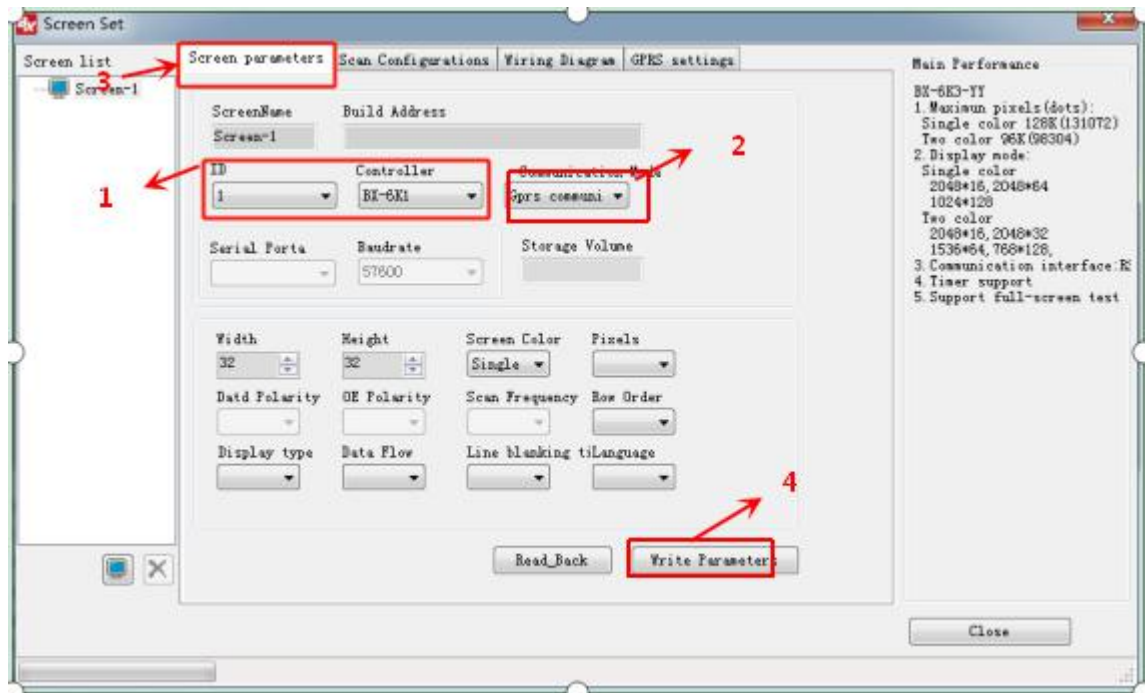 Screen Set
Screen list
Screen-1
3
Screen parameters
Scan Configurations
Wiring Diagram
GPRS settings
ScreenName
Build Address
Screen-1
1
ID
Controller
Communication Mode
2
1
BX-6K1
Gprs communi
Serial Ports
Baudrate
Storage Volume
57600
Width
Height
Screen Color
Pixels
32
32
Single
Datd Polarity
OE Polarity
Scan Frequency
Row Order
Display type
Data Flow
Line blanking ti
Language
4
Read_Back
Write Parameters
Main Performance
BX-6K3-YY
1.Maximun pixels(dots):
Single color 128K(131072)
Two color 96K(98304)
2.Display mode:
Single color
2048*16,2048*64
1024*128
Two color
2048*16,2048*32
1536*64,768*128,
3.Communication interface:RS
4.Timer support
5.Support full-screen test
Close